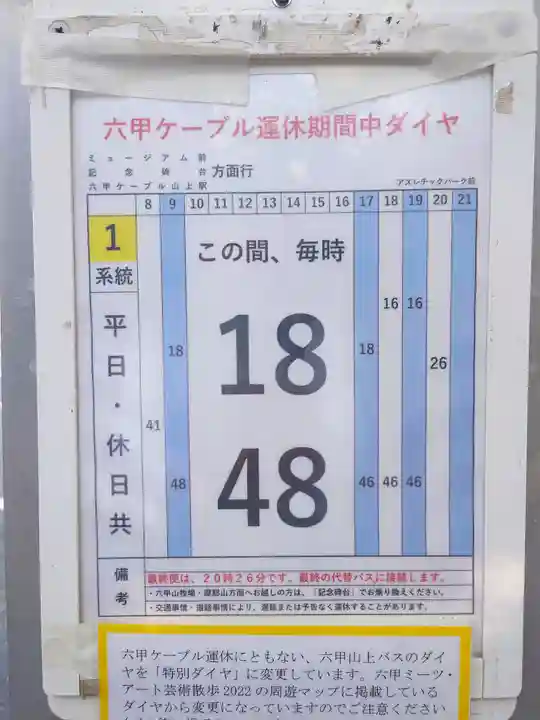 六甲ケーブル運休期間中ダイヤ
ミュージアム前
記念碑台 方面行
六甲ケーブル山上駅
アスレチックパーク前
8 9 10 11 12 13 14 15 16 17 18 19 20 21
1
系統
平日・休日共
この間、毎時
16 16
18 18 18
26
41
48 48 46 46 46
備考
最終便は、20時26分です。最終の代替バスに接続します。
・六甲山牧場・摩耶山方面へお越しの方は、「記念碑台」でお乗り換えください。
・交通事情・道路事情により、遅延または予告なく運休することがあります。
六甲ケーブル運休にともない、六甲山上バスのダイ
ヤを「特別ダイヤ」に変更しています。六甲ミーツ・
アート芸術散歩2022の周遊マップに掲載している
ダイヤから変更になっていますのでご注意ください